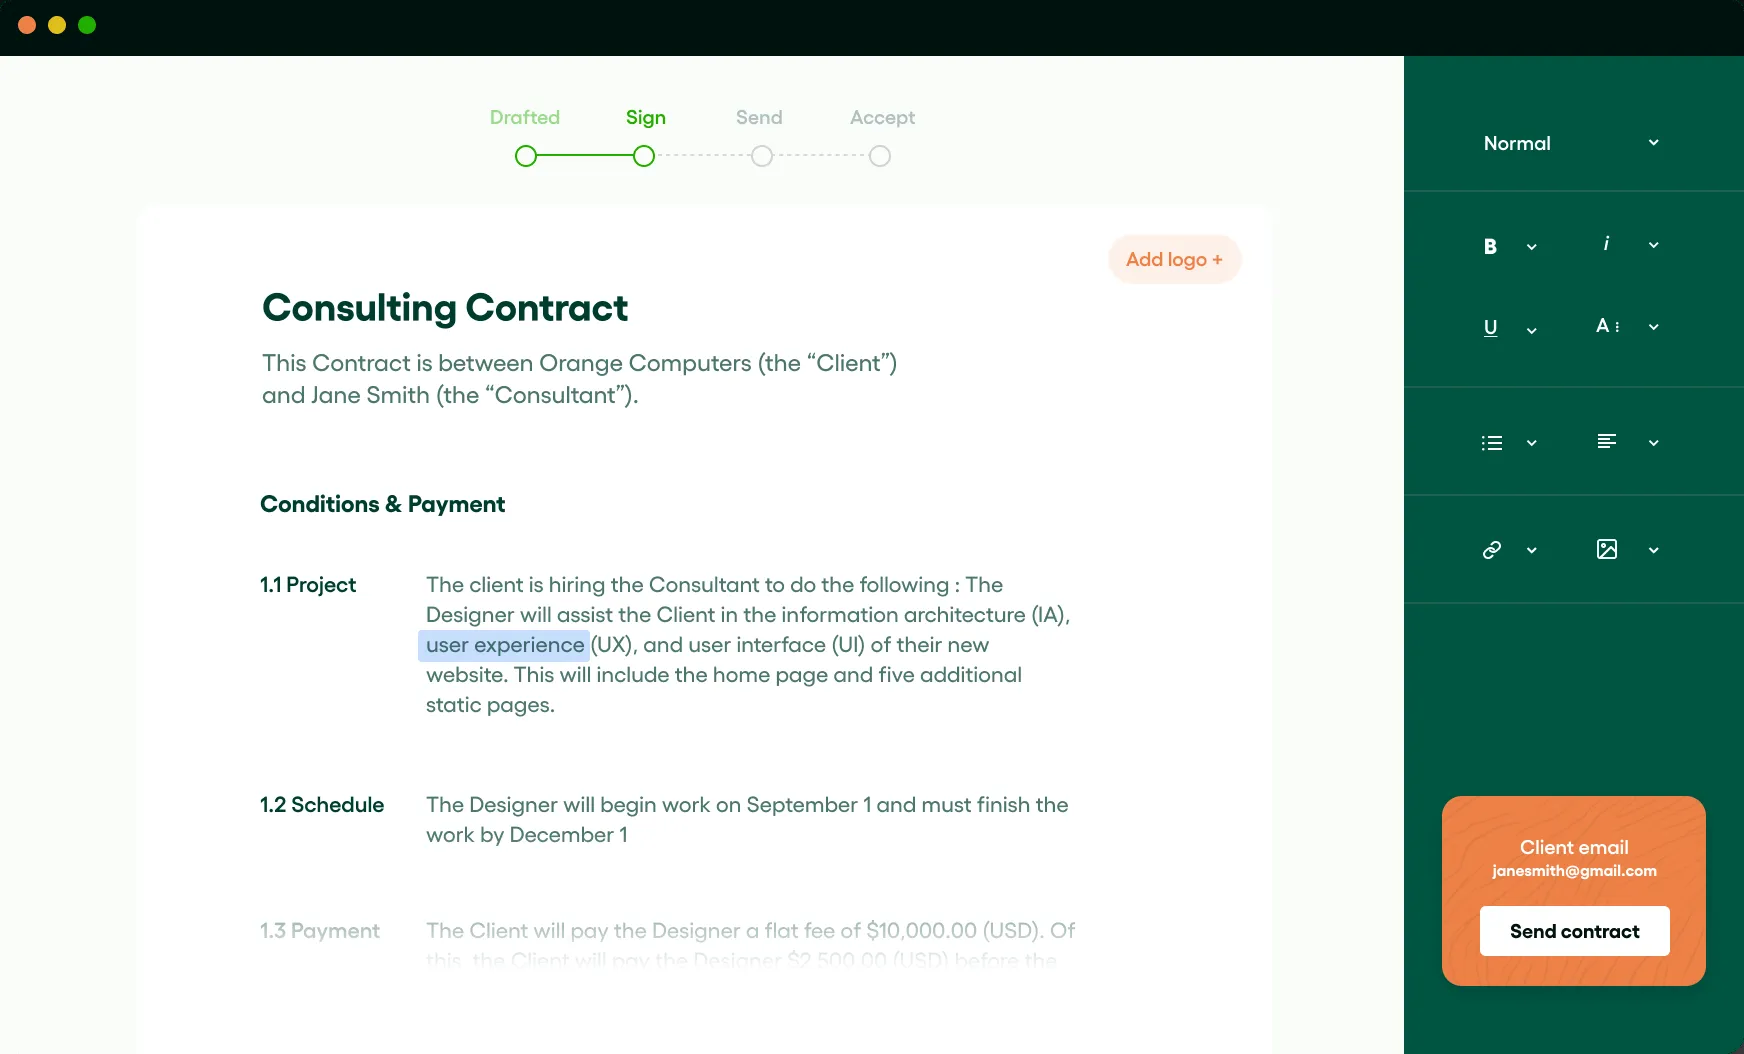 Drafted Sign Send Accept
Normal
Add logo +
B i
U A
Consulting Contract
This Contract is between Orange Computers (the “Client”)
and Jane Smith (the “Consultant”).
Conditions & Payment
1.1 Project
The client is hiring the Consultant to do the following : The
Designer will assist the Client in the information architecture (IA),
user experience (UX), and user interface (UI) of their new
website. This will include the home page and five additional
static pages.
1.2 Schedule
The Designer will begin work on September 1 and must finish the
work by December 1
1.3 Payment
The Client will pay the Designer a flat fee of $10,000.00 (USD). Of
this, the Client will pay the Designer $2,500.00 (USD) before the
Client email
janesmith@gmail.com
Send contract